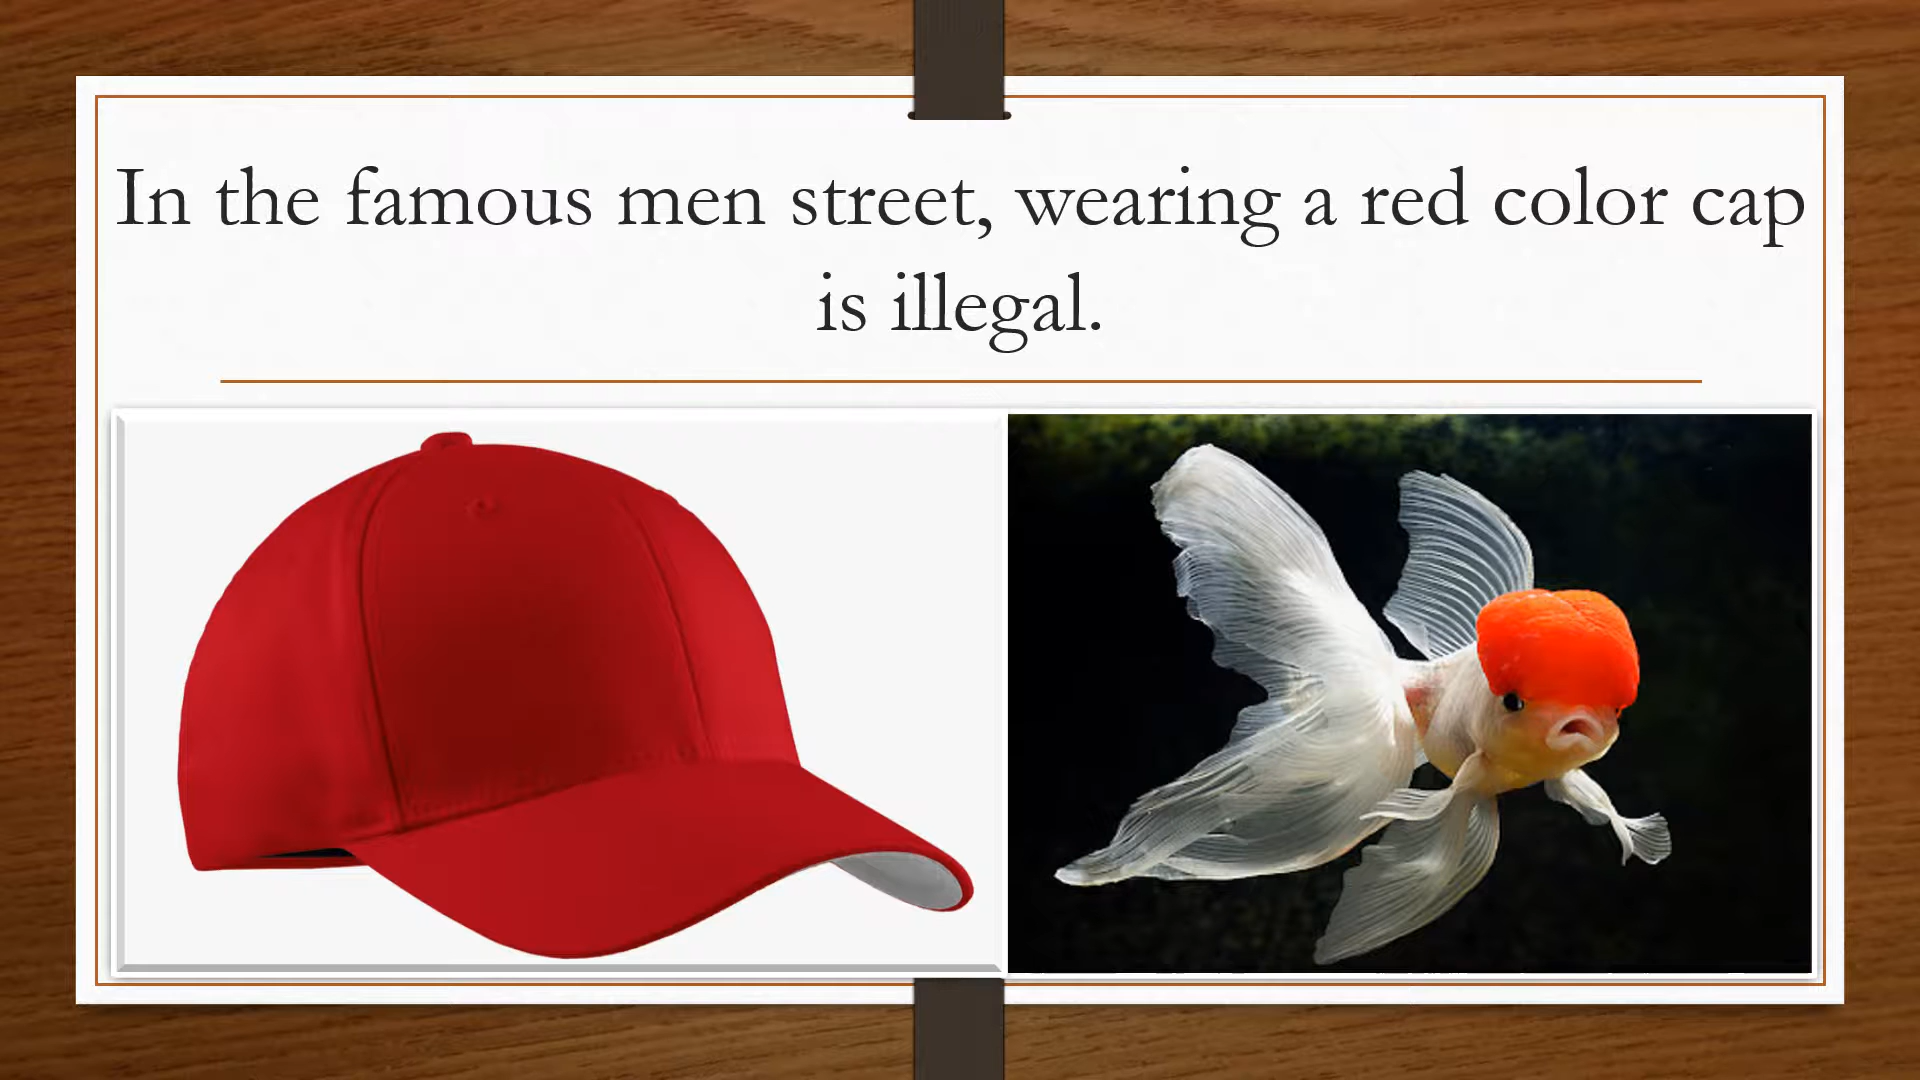 In the famous men street, wearing a red color cap
is illegal.